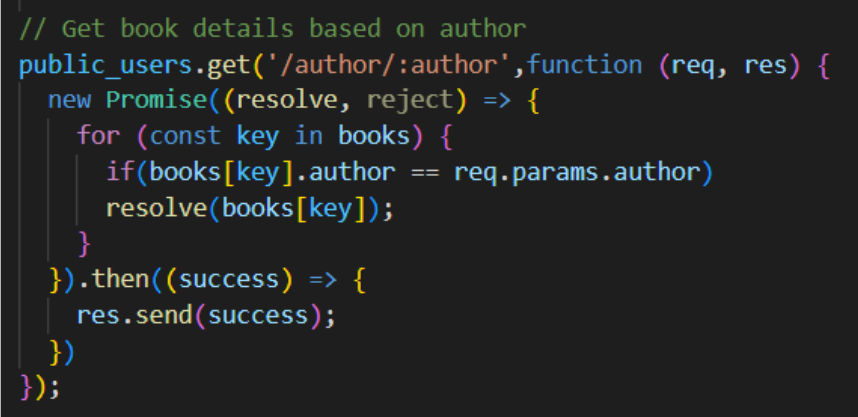 // Get book details based on author
public_users.get('/author/:author',function (req, res) {
  new Promise((resolve, reject) => {
    for (const key in books) {
      if(books[key].author == req.params.author)
      resolve(books[key]);
    }
  }).then((success) => {
    res.send(success);
  })
});